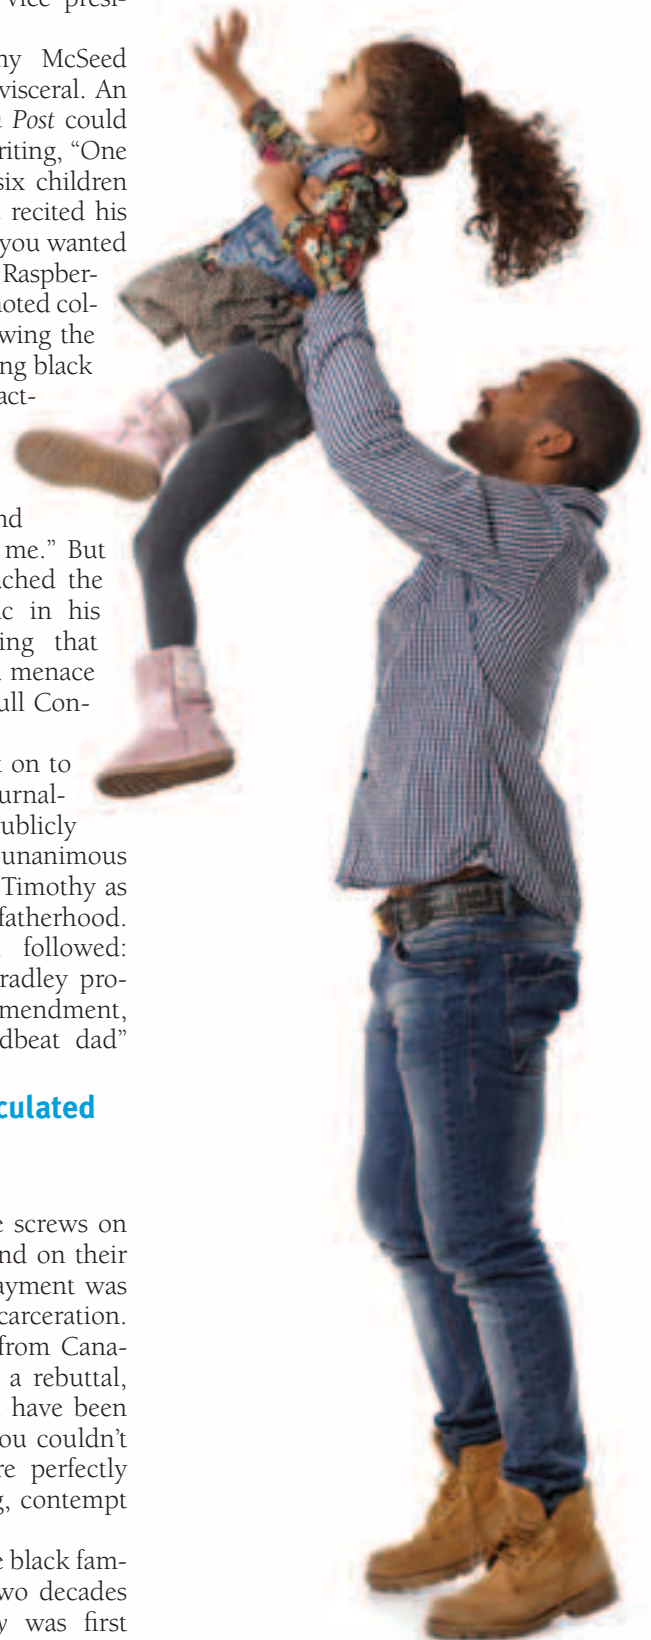 vice presi-
ny McSeed
visceral. An
Post could
riting, “One
six children
recited his
you wanted
Raspber-
noted col-
wing the
ng black
act-
nd
me.” But
ched the
ic in his
ing that
menace
ull Con-
on to
urnal-
ublicly
unanimous
Timothy as
fatherhood.
followed:
radley pro-
mendment,
dbeat dad”
culated
screws on
nd on their
ayment was
carceration.
from Cana-
a rebuttal,
have been
ou couldn’t
re perfectly
g, contempt
e black fam-
wo decades
y was first